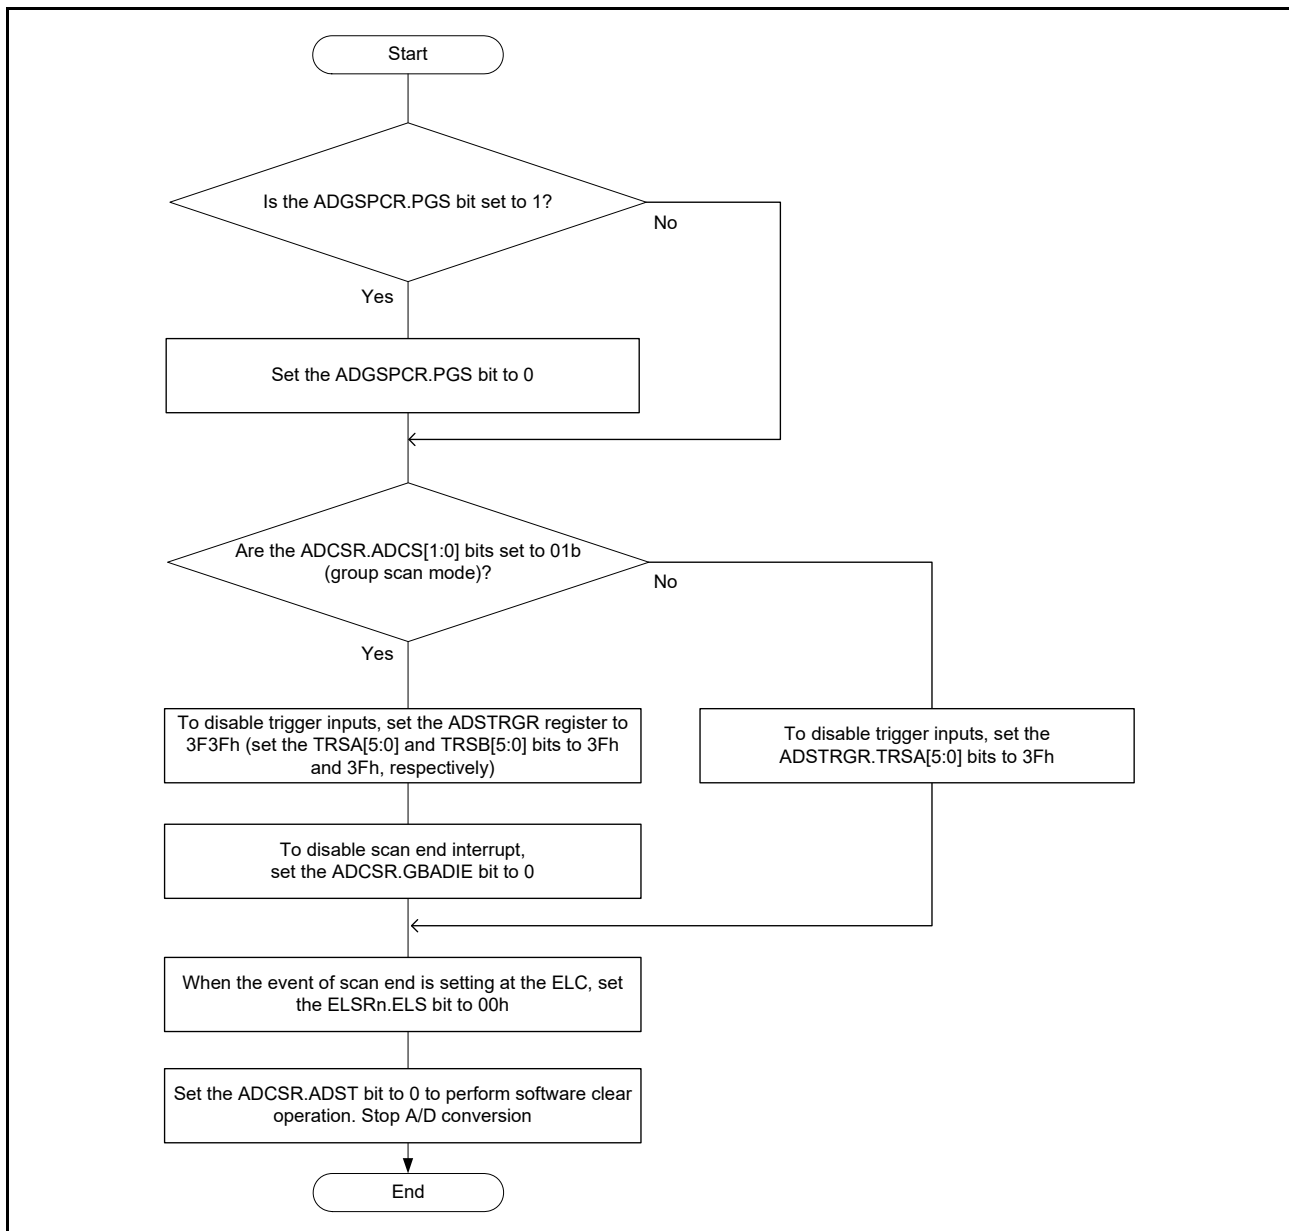 Start
Is the ADGSPCR.PGS bit set to 1?
No
Yes
Set the ADGSPCR.PGS bit to 0
Are the ADCSR.ADCS[1:0] bits set to 01b
(group scan mode)?
No
Yes
To disable trigger inputs, set the ADSTRGR register to
3F3Fh (set the TRSA[5:0] and TRSB[5:0] bits to 3Fh
and 3Fh, respectively)
To disable trigger inputs, set the
ADSTRGR.TRSA[5:0] bits to 3Fh
To disable scan end interrupt,
set the ADCSR.GBADIE bit to 0
When the event of scan end is setting at the ELC, set
the ELSRn.ELS bit to 00h
Set the ADCSR.ADST bit to 0 to perform software clear
operation. Stop A/D conversion
End